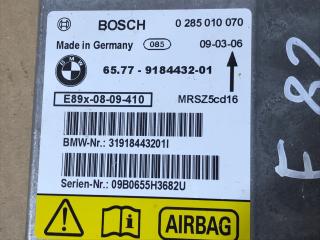 BOSCH 0 285 010 070
Made in Germany 085 09-03-06
65.77 - 9184432-01
E89x-08-09-410 MRSZ5cd16
BMW-Nr.: 31918443201I
Serien-Nr.: 09B0655H3682U
AIRBAG
E 82